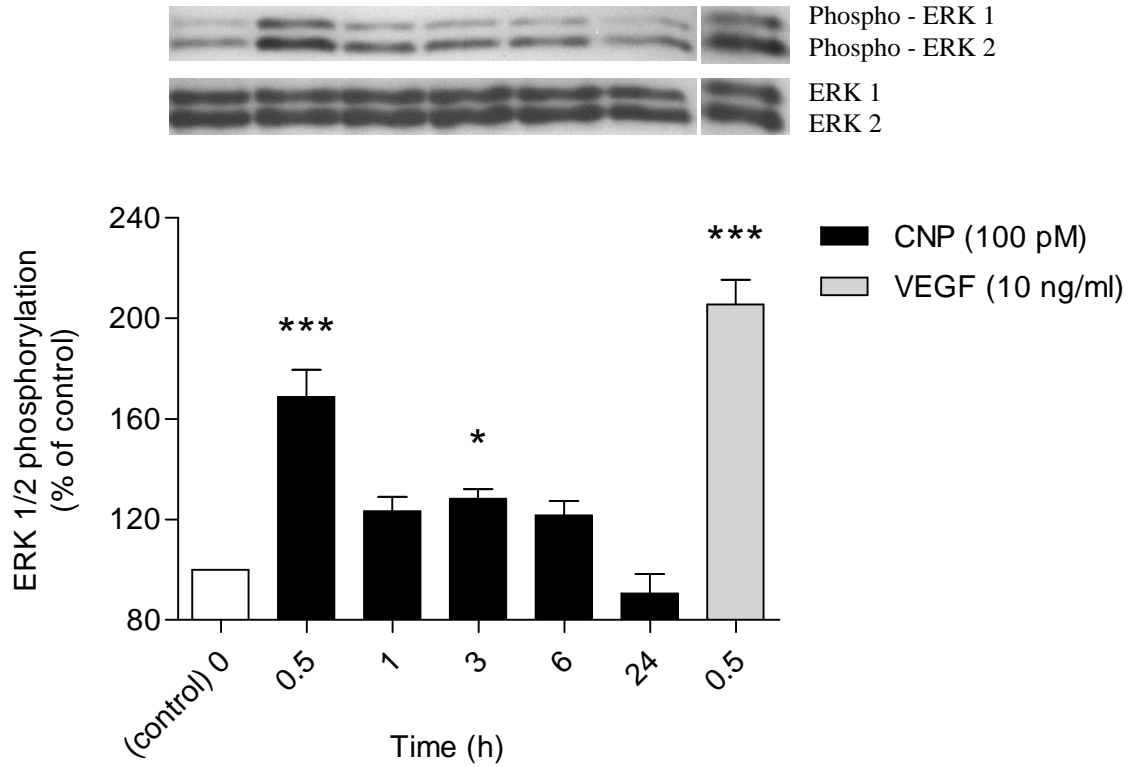 Phospho - ERK 1
Phospho - ERK 2
ERK 1
ERK 2
240
200
160
120
80
ERK 1/2 phosphorylation
(% of control)
***
*
***
CNP (100 pM)
VEGF (10 ng/ml)
(control) 0
0.5
1
3
6
24
0.5
Time (h)